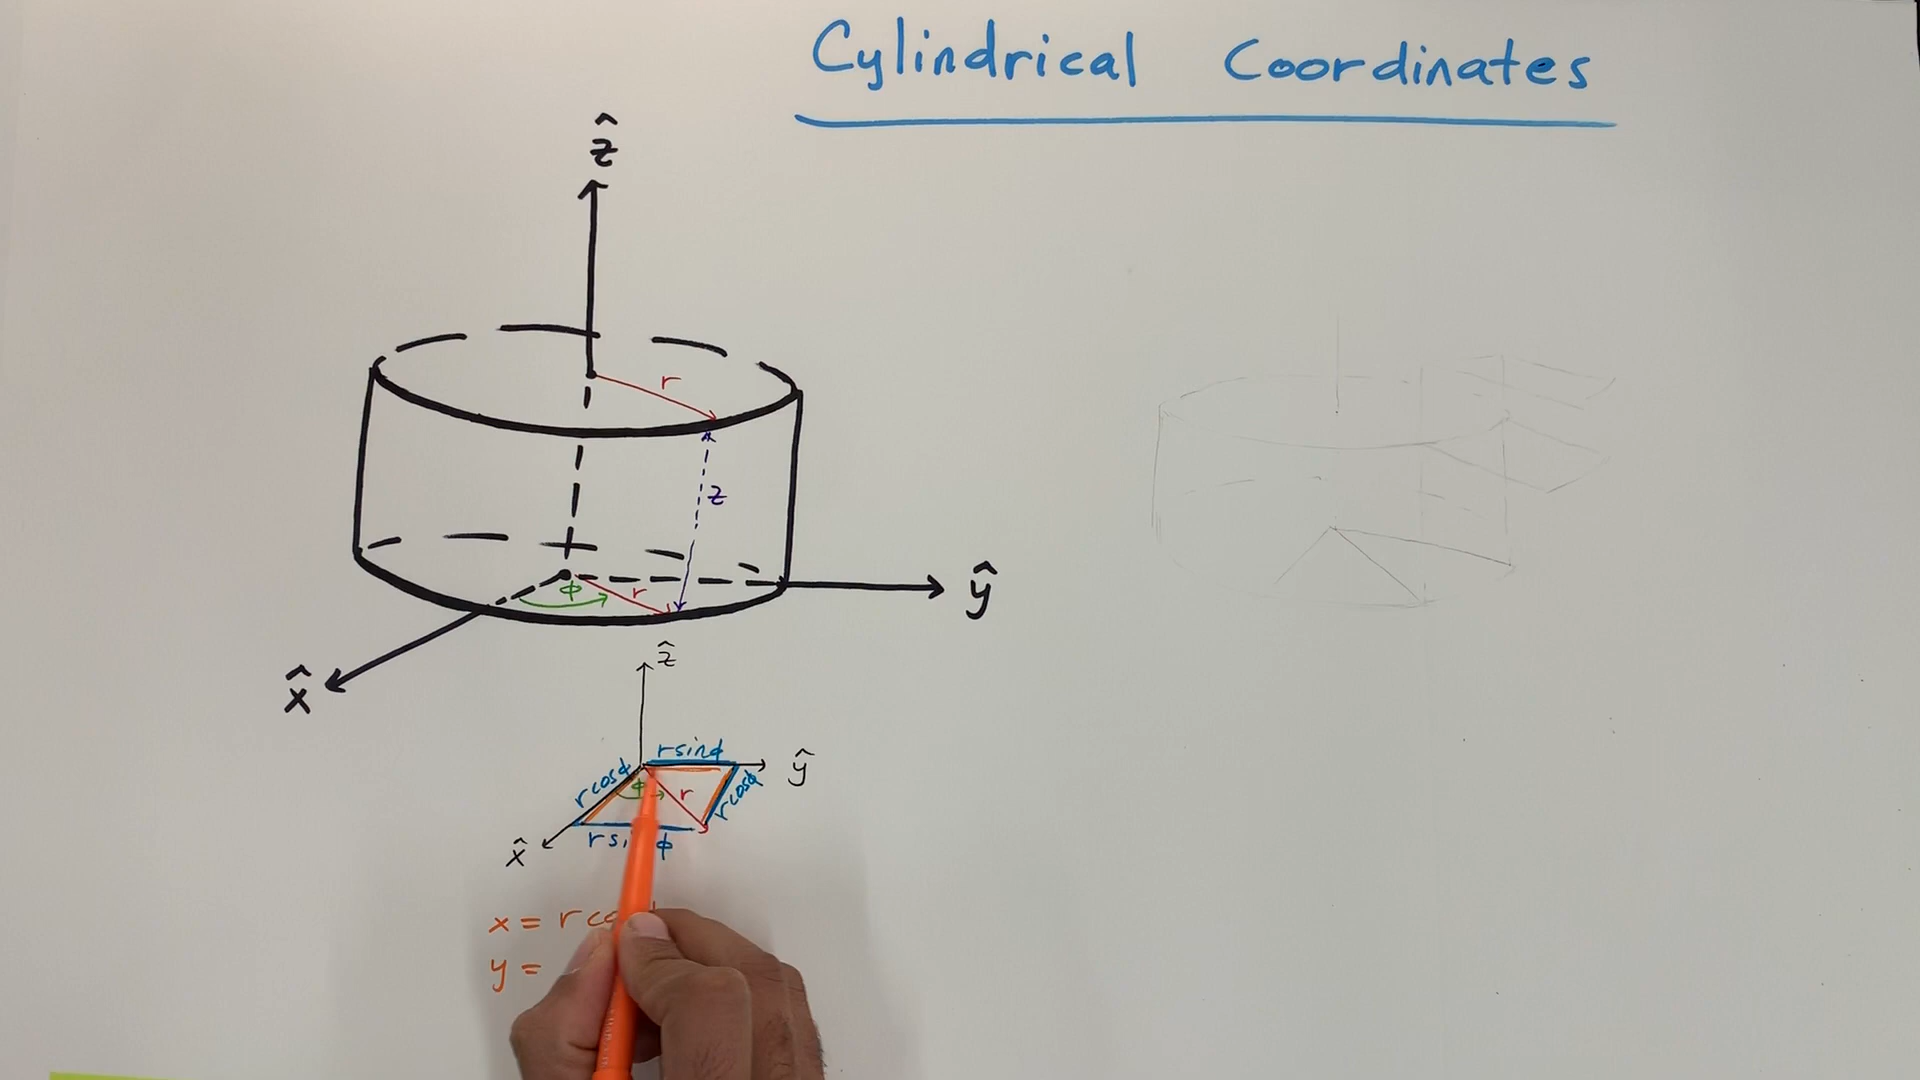 Cylindrical Coordinates
ẑ
r
z
ϕ
r
ŷ
x̂
ẑ
r sinϕ
ŷ
r cosϕ
ϕ
r
r cosϕ
x̂
x = r
y =